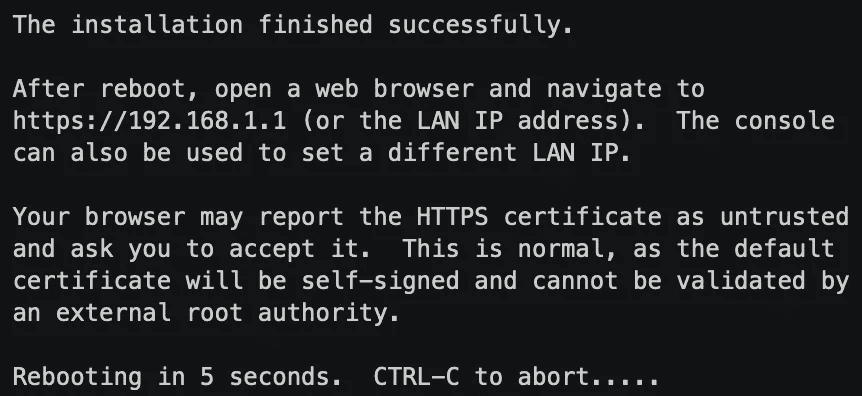 The installation finished successfully.
After reboot, open a web browser and navigate to
https://192.168.1.1 (or the LAN IP address).  The console
can also be used to set a different LAN IP.
Your browser may report the HTTPS certificate as untrusted
and ask you to accept it.  This is normal, as the default
certificate will be self-signed and cannot be validated by
an external root authority.
Rebooting in 5 seconds.  CTRL-C to abort.....